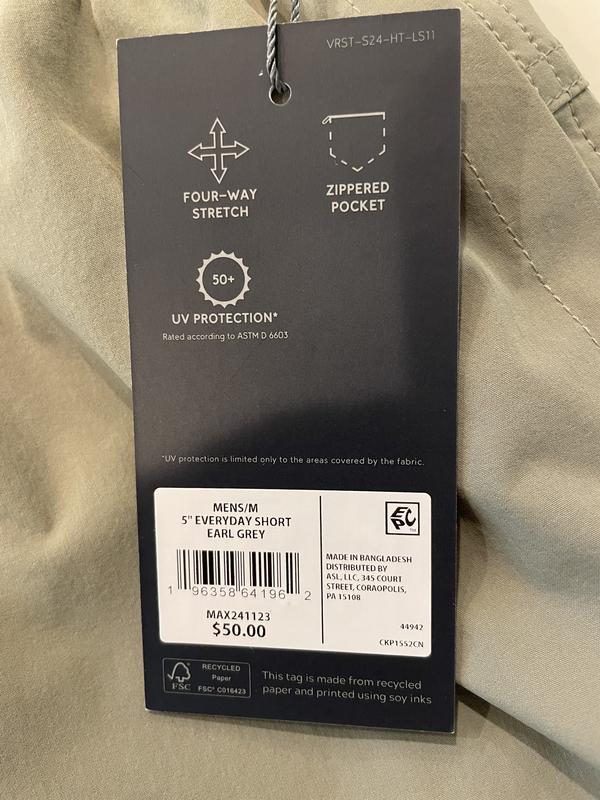 VRST-S24-HT-LS11
FOUR-WAY
STRETCH
ZIPPERED
POCKET
50+
UV PROTECTION*
Rated according to ASTM D 6603
*UV protection is limited only to the areas covered by the fabric.
MENS/M
5" EVERYDAY SHORT
EARL GREY
1 96358 64196 2
MAX241123
$50.00
EPC
TM
MADE IN BANGLADESH
DISTRIBUTED BY
ASL, LLC, 345 COURT
STREET, CORAOPOLIS,
PA 15108
44942
CKP1552CN
FSC
RECYCLED
Paper
FSC® C016423
This tag is made from recycled
paper and printed using soy inks